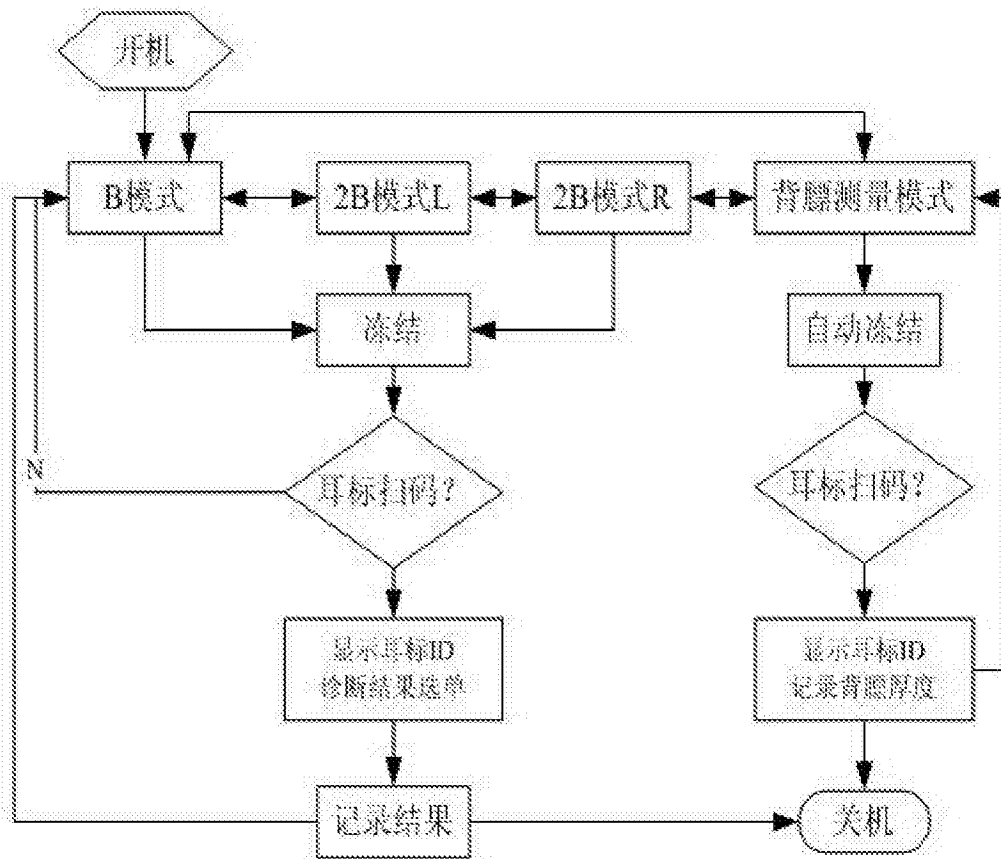 开机
B模式
2B模式L
2B模式R
背膘测量模式
冻结
自动冻结
N
耳标扫码?
耳标扫码?
显示耳标ID
诊断结果选单
显示耳标ID
记录背膘厚度
记录结果
关机